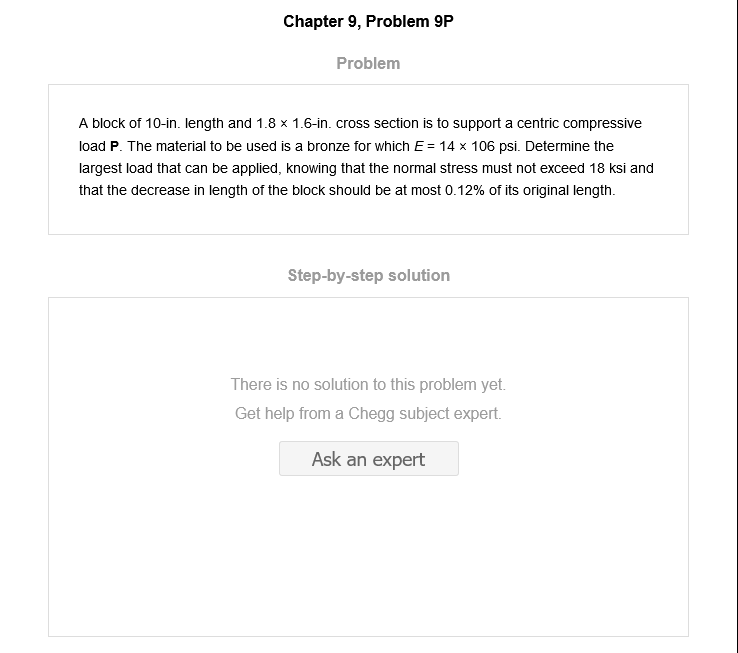 Chapter 9, Problem 9P
Problem
A block of 10-in. length and 1.8 × 1.6-in. cross section is to support a centric compressive
load P. The material to be used is a bronze for which E = 14 × 106 psi. Determine the
largest load that can be applied, knowing that the normal stress must not exceed 18 ksi and
that the decrease in length of the block should be at most 0.12% of its original length.
Step-by-step solution
There is no solution to this problem yet.
Get help from a Chegg subject expert.
Ask an expert